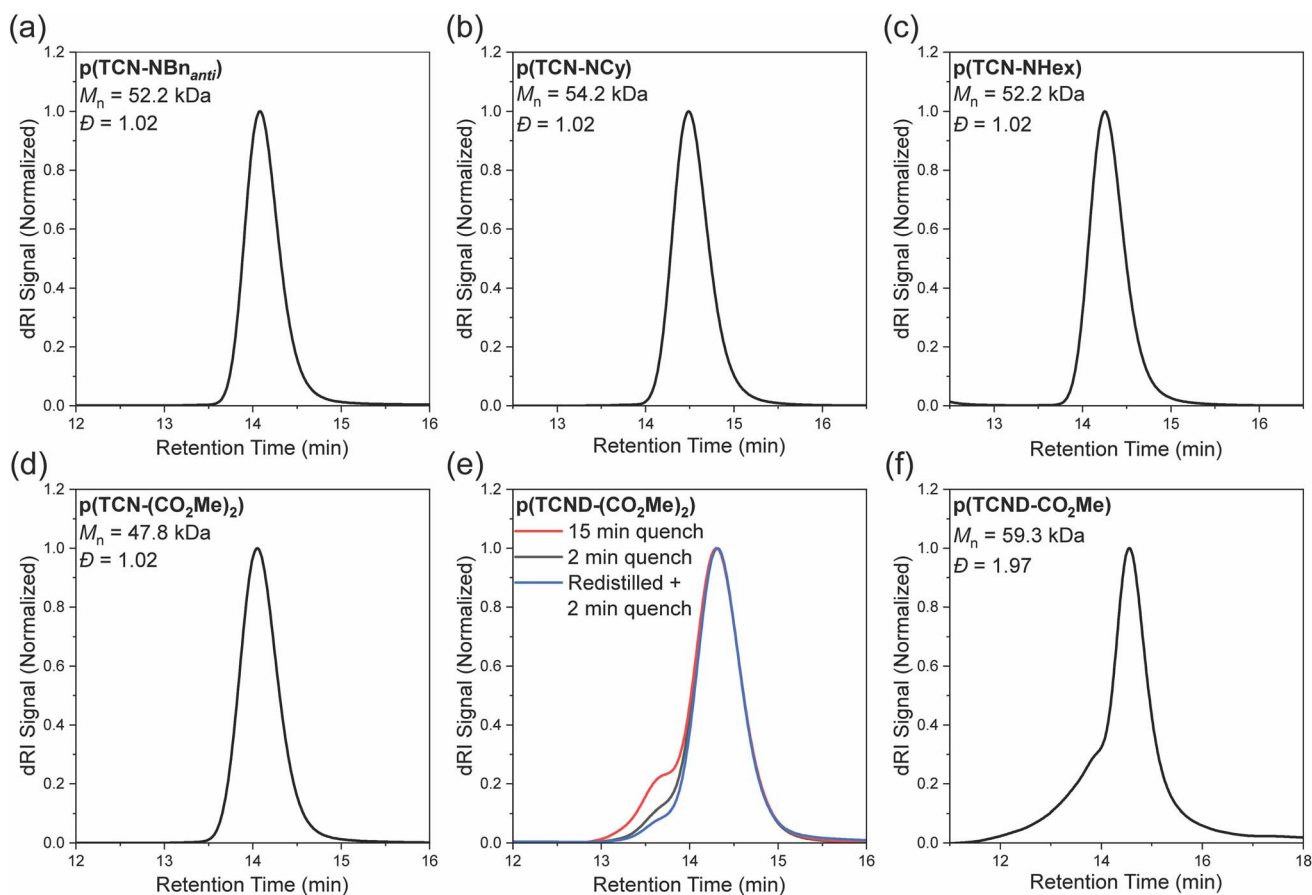 (a)
p(TCN-NBn_anti)
M_n = 52.2 kDa
Đ = 1.02
dRI Signal (Normalized)
1.2
1.0
0.8
0.6
0.4
0.2
0.0
12 13 14 15 16
Retention Time (min)
(b)
p(TCN-NCy)
M_n = 54.2 kDa
Đ = 1.02
dRI Signal (Normalized)
1.2
1.0
0.8
0.6
0.4
0.2
0.0
13 14 15 16
Retention Time (min)
(c)
p(TCN-NHex)
M_n = 52.2 kDa
Đ = 1.02
dRI Signal (Normalized)
1.2
1.0
0.8
0.6
0.4
0.2
0.0
13 14 15 16
Retention Time (min)
(d)
p(TCN-(CO₂Me)₂)
M_n = 47.8 kDa
Đ = 1.02
dRI Signal (Normalized)
1.2
1.0
0.8
0.6
0.4
0.2
0.0
12 13 14 15 16
Retention Time (min)
(e)
p(TCND-(CO₂Me)₂)
15 min quench
2 min quench
Redistilled +
2 min quench
dRI Signal (Normalized)
1.2
1.0
0.8
0.6
0.4
0.2
0.0
12 13 14 15 16
Retention Time (min)
(f)
p(TCND-CO₂Me)
M_n = 59.3 kDa
Đ = 1.97
dRI Signal (Normalized)
1.2
1.0
0.8
0.6
0.4
0.2
0.0
12 14 16 18
Retention Time (min)